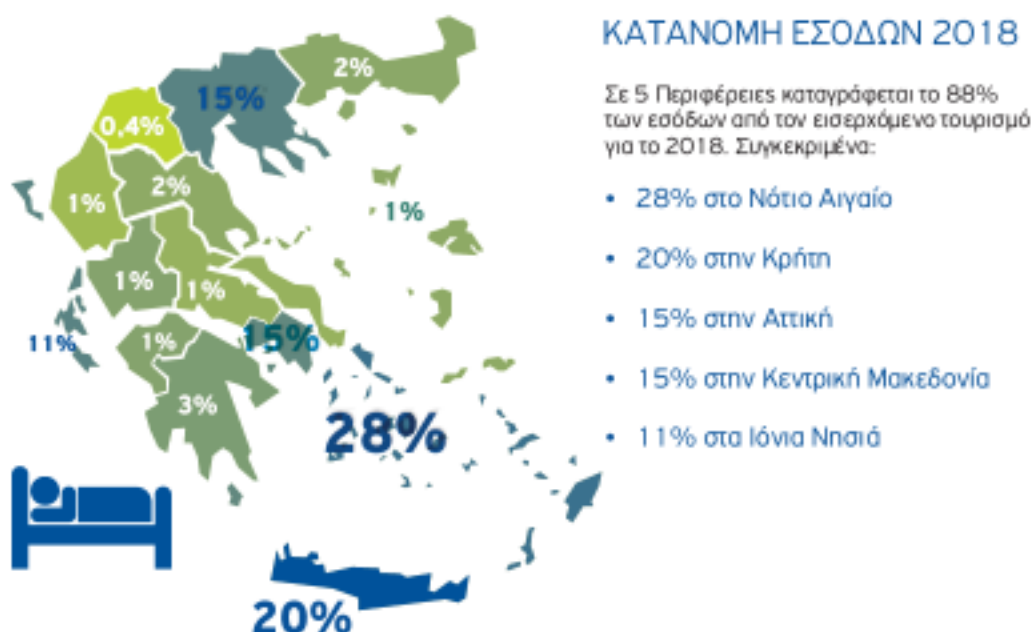 ΚΑΤΑΝΟΜΗ ΕΣΟΔΩΝ 2018
Σε 5 Περιφέρειες καταγράφεται το 88%
των εσόδων από τον εισερχόμενο τουρισμό
για το 2018. Συγκεκριμένα:
• 28% στο Νότιο Αιγαίο
• 20% στην Κρήτη
• 15% στην Αττική
• 15% στην Κεντρική Μακεδονία
• 11% στα Ιόνια Νησιά
2%
15%
0,4%
2%
1%
1%
1%
1%
11%
1%
15%
3%
28%
20%